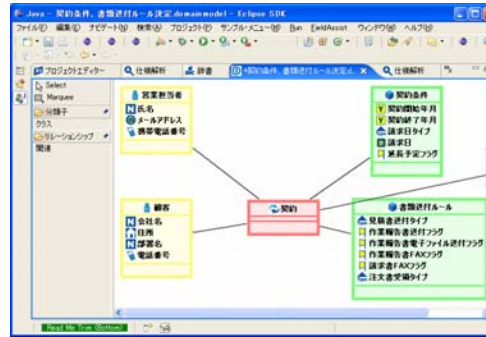 Java - 契約条件、書類送付ルール決定.domainmodel - Eclipse SDK
ファイル(F) 編集(E) ナビゲート(N) 検索(A) プロジェクト(P) サンプル・メニュー(M) Run FieldAssist ウィンドウ(W) ヘルプ(H)
プロジェクトエディター 仕様解析 辞書 *契約条件、書類送付ルール決定.d 仕様解析
Select
Marquee
分類子
クラス
リレーションシップ
関連
営業担当者
氏名
メールアドレス
携帯電話番号
契約条件
契約開始年月
契約終了年月
請求日タイプ
請求日
延長予定フラグ
契約
顧客
会社名
住所
部署名
電話番号
書類送付ルール
見積書送付タイプ
作業報告書送付フラグ
作業報告書電子ファイル送付フラグ
作業報告書FAXフラグ
請求書FAXフラグ
注文書受領タイプ
Read Me Trim (Bottom)